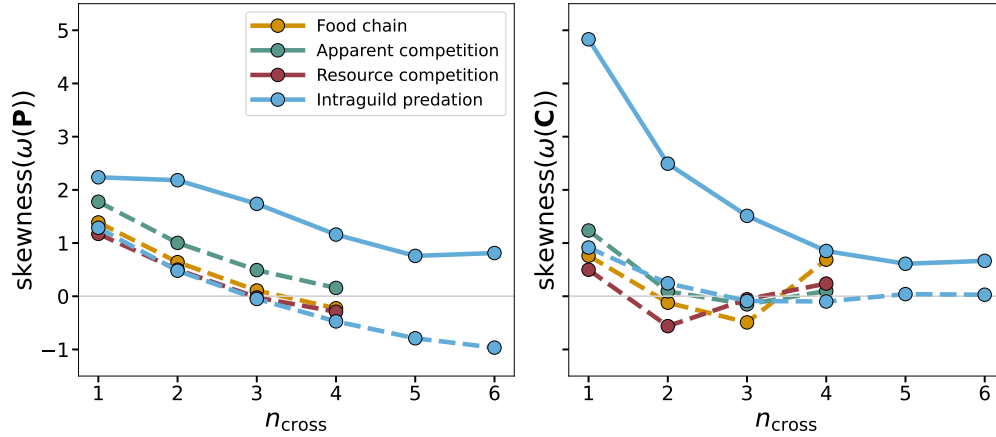 skewness(ω(P))
5
4
3
2
1
0
−1
Food chain
Apparent competition
Resource competition
Intraguild predation
1 2 3 4 5 6
n_cross
skewness(ω(C))
1 2 3 4 5 6
n_cross